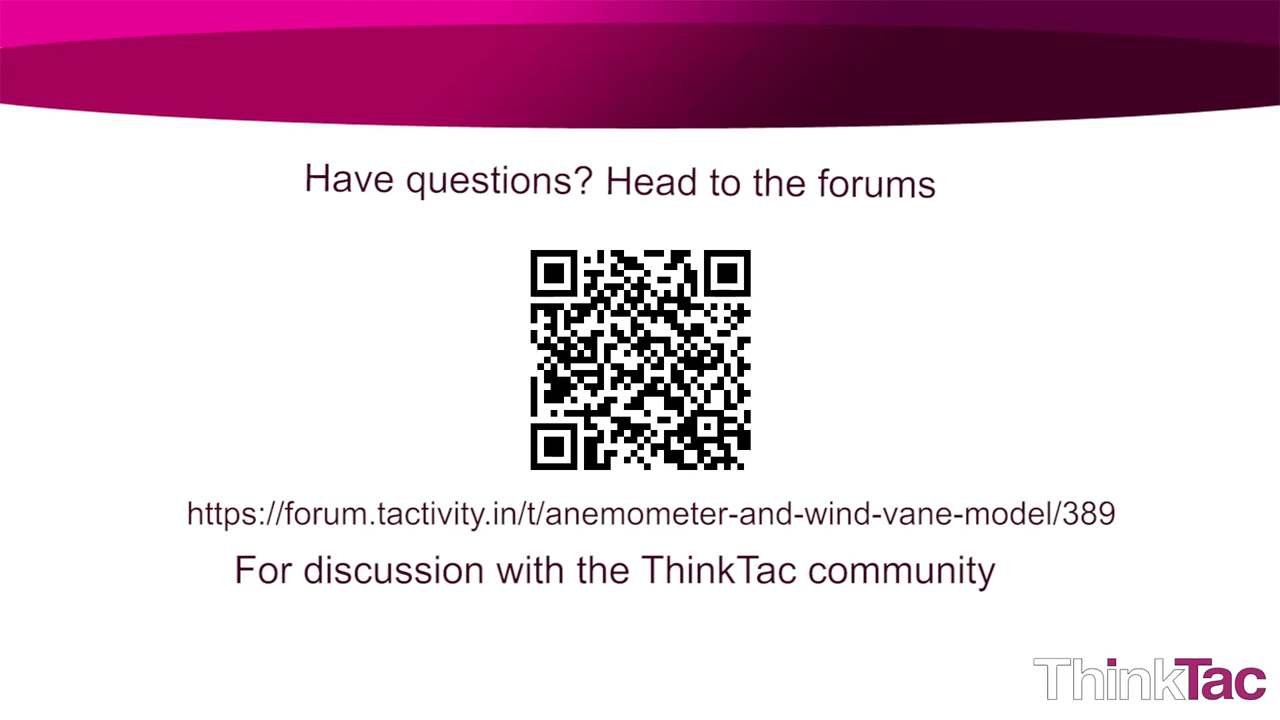 Have questions? Head to the forums
https://forum.tactivity.in/t/anemometer-and-wind-vane-model/389
For discussion with the ThinkTac community
ThinkTac